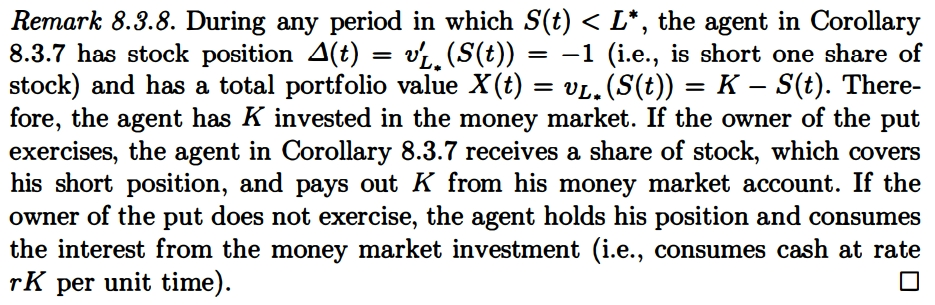 Remark 8.3.8. During any period in which S(t) < L*, the agent in Corollary
8.3.7 has stock position Δ(t) = v′_{L_*}(S(t)) = −1 (i.e., is short one share of
stock) and has a total portfolio value X(t) = v_{L_*}(S(t)) = K − S(t). There-
fore, the agent has K invested in the money market. If the owner of the put
exercises, the agent in Corollary 8.3.7 receives a share of stock, which covers
his short position, and pays out K from his money market account. If the
owner of the put does not exercise, the agent holds his position and consumes
the interest from the money market investment (i.e., consumes cash at rate
rK per unit time). □